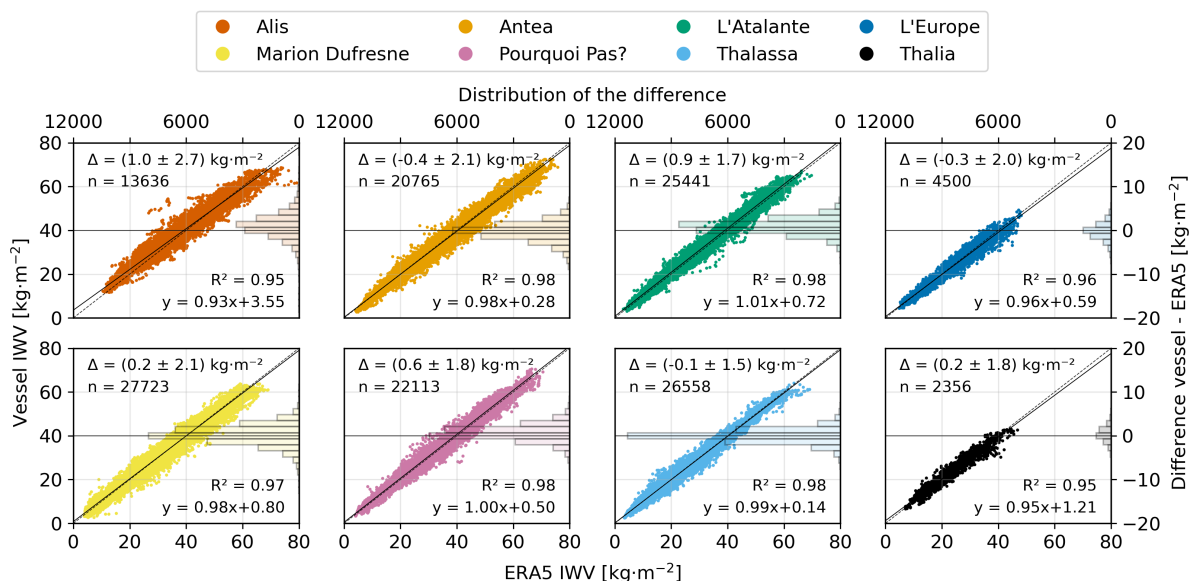 Alis Antea L'Atalante L'Europe
Marion Dufresne Pourquoi Pas? Thalassa Thalia
Distribution of the difference
12000 6000 0 12000 6000 0 12000 6000 0 12000 6000 0
Vessel IWV [kg·m⁻²]
80
60
40
20
0
Δ = (1.0 ± 2.7) kg·m⁻²
n = 13636
R² = 0.95
y = 0.93x+3.55
Δ = (-0.4 ± 2.1) kg·m⁻²
n = 20765
R² = 0.98
y = 0.98x+0.28
Δ = (0.9 ± 1.7) kg·m⁻²
n = 25441
R² = 0.98
y = 1.01x+0.72
Δ = (-0.3 ± 2.0) kg·m⁻²
n = 4500
R² = 0.96
y = 0.96x+0.59
20
10
0
−10
−20
80
60
40
20
0
Δ = (0.2 ± 2.1) kg·m⁻²
n = 27723
R² = 0.97
y = 0.98x+0.80
Δ = (0.6 ± 1.8) kg·m⁻²
n = 22113
R² = 0.98
y = 1.00x+0.50
Δ = (-0.1 ± 1.5) kg·m⁻²
n = 26558
R² = 0.98
y = 0.99x+0.14
Δ = (0.2 ± 1.8) kg·m⁻²
n = 2356
R² = 0.95
y = 0.95x+1.21
20
10
0
−10
−20
Difference vessel - ERA5 [kg·m⁻²]
0 20 40 60 80 0 20 40 60 80 0 20 40 60 80 0 20 40 60 80
ERA5 IWV [kg·m⁻²]